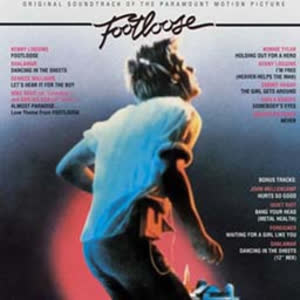 ORIGINAL SOUNDTRACK OF THE PARAMOUNT MOTION PICTURE
Footloose
KENNY LOGGINS
FOOTLOOSE
SHALAMAR
DANCING IN THE SHEETS
DENIECE WILLIAMS
LET'S HEAR IT FOR THE BOY
MIKE RENO
ALMOST PARADISE...
Love Theme From FOOTLOOSE
BONNIE TYLER
HOLDING OUT FOR A HERO
KENNY LOGGINS
I'M FREE
(HEAVEN HELPS THE MAN)
SAMMY HAGAR
THE GIRL GETS AROUND
KARLA BONOFF
SOMEBODY'S EYES
NEVER
BONUS TRACKS:
JOHN MELLENCAMP
HURTS SO GOOD
QUIET RIOT
BANG YOUR HEAD
(METAL HEALTH)
FOREIGNER
WAITING FOR A GIRL LIKE YOU
SHALAMAR
DANCING IN THE SHEETS
(12" MIX)